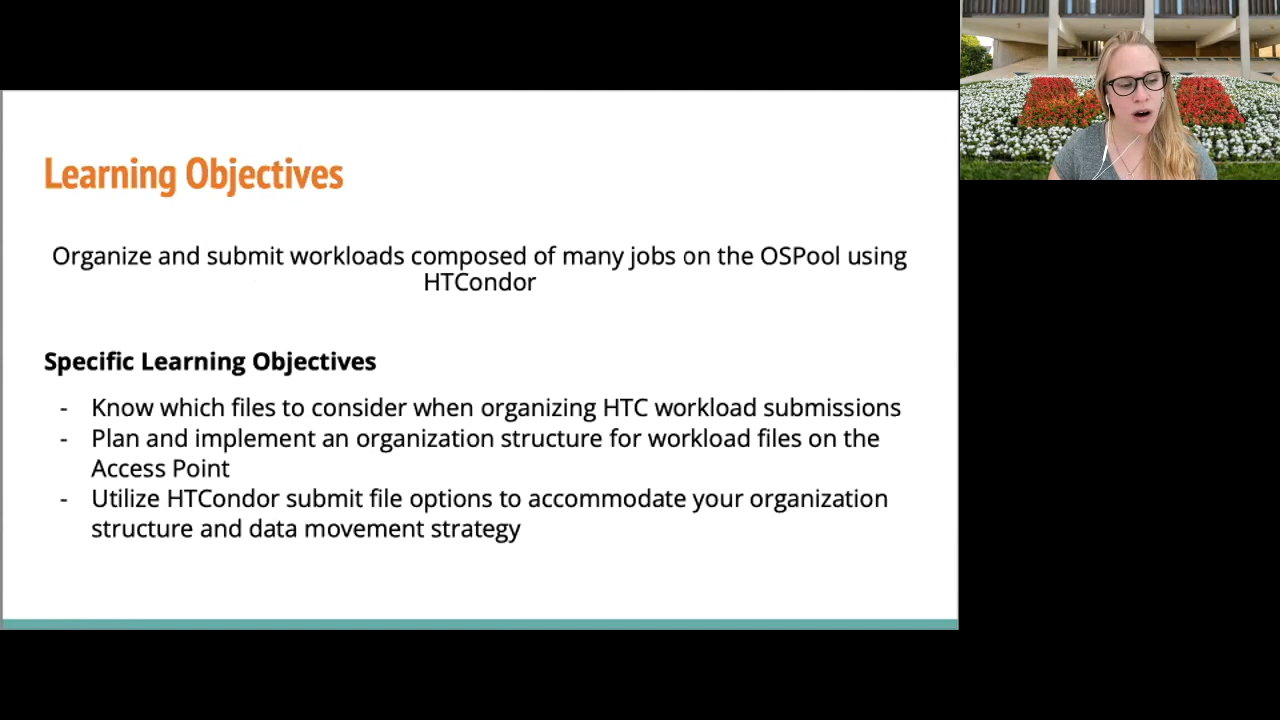 Learning Objectives
Organize and submit workloads composed of many jobs on the OSPool using
HTCondor
Specific Learning Objectives
- Know which files to consider when organizing HTC workload submissions
- Plan and implement an organization structure for workload files on the
Access Point
- Utilize HTCondor submit file options to accommodate your organization
structure and data movement strategy